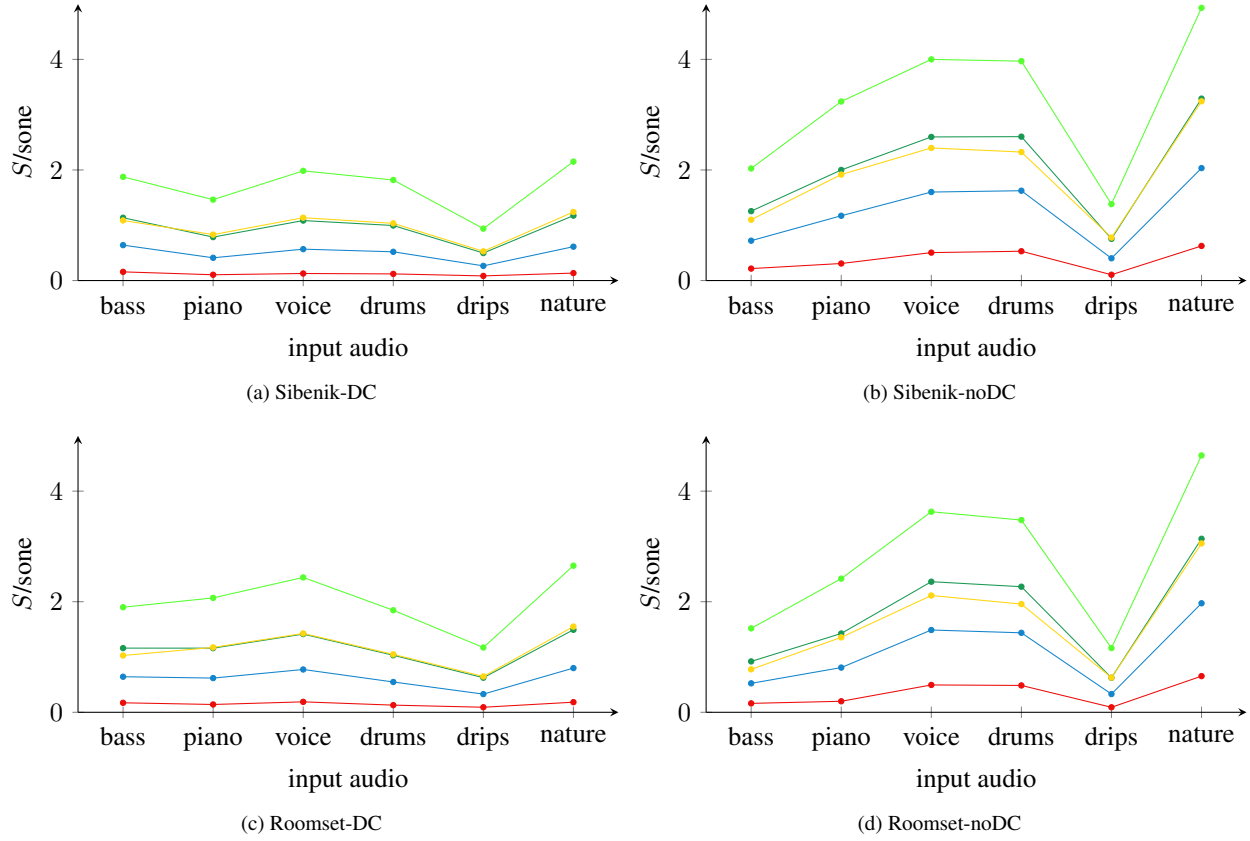 4
2
0
S/sone
bass piano voice drums drips nature
input audio
(a) Sibenik-DC
4
2
0
S/sone
bass piano voice drums drips nature
input audio
(b) Sibenik-noDC
4
2
0
S/sone
bass piano voice drums drips nature
input audio
(c) Roomset-DC
4
2
0
S/sone
bass piano voice drums drips nature
input audio
(d) Roomset-noDC